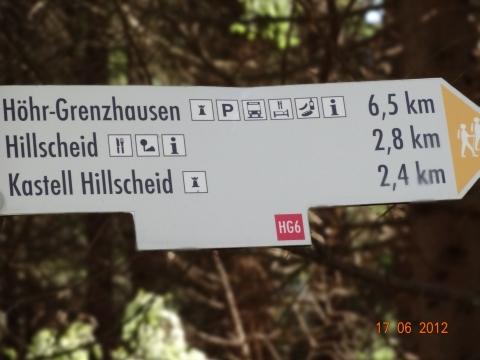 Höhr-Grenzhausen P i 6,5 km
Hillscheid i 2,8 km
Kastell Hillscheid 2,4 km
HG6
17 06 2012